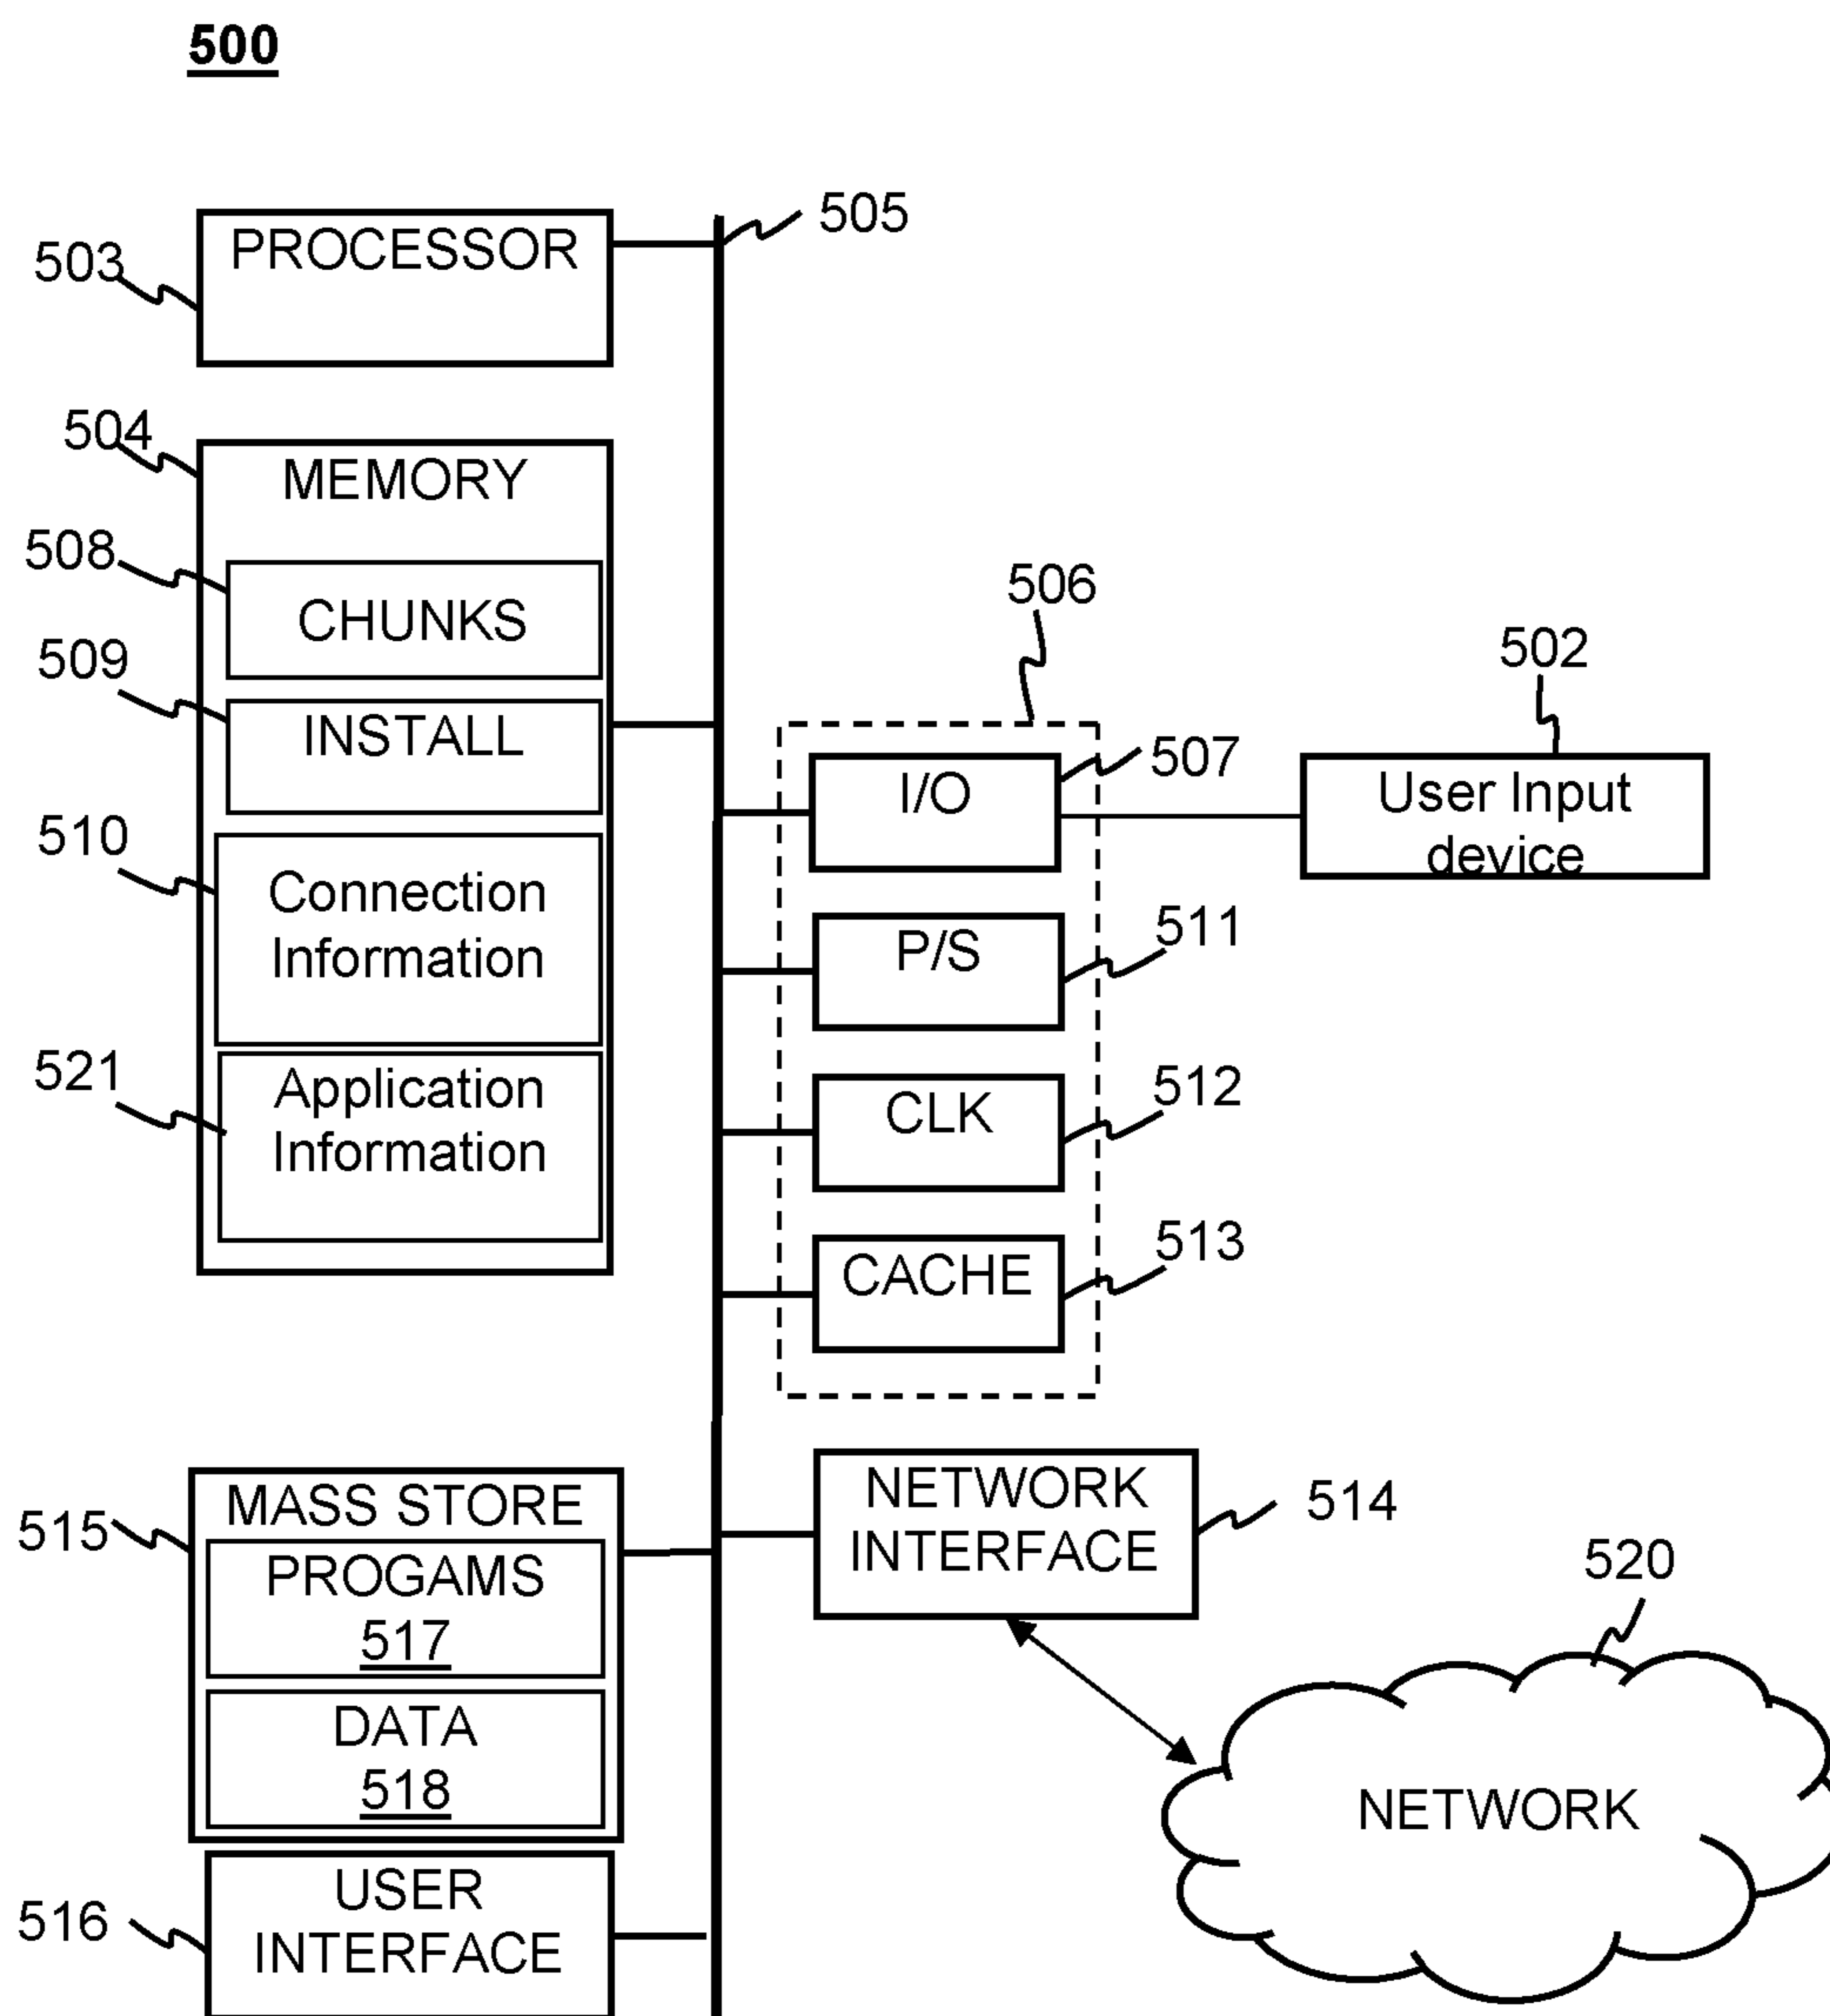 500
505
PROCESSOR
503
504
MEMORY
508
CHUNKS
509
INSTALL
510
Connection
Information
521
Application
Information
506
502
I/O
507
User Input
device
P/S
511
CLK
512
CACHE
513
MASS STORE
515
PROGAMS
517
DATA
518
NETWORK
INTERFACE
514
520
NETWORK
USER
INTERFACE
516